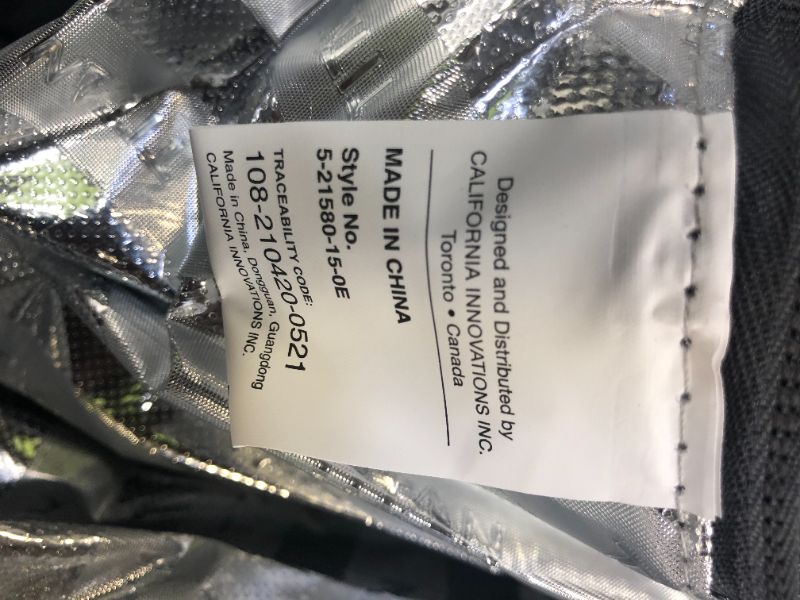 Designed and Distributed by
CALIFORNIA INNOVATIONS INC.
Toronto • Canada
MADE IN CHINA
Style No.
5-21580-15-0E
TRACEABILITY CODE:
108-210420-0521
Made in China, Dongguan, Guangdong
CALIFORNIA INNOVATIONS INC.